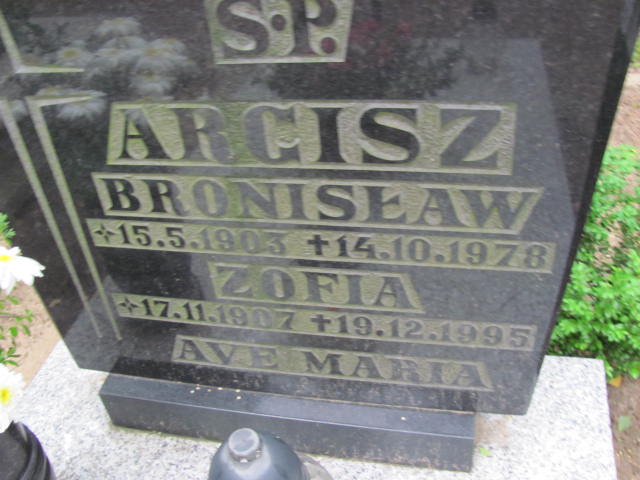 S.P.
ARCISZ
BRONISŁAW
✧15.5.1903 ✝14.10.1978
ZOFIA
✧17.11.1907 ✝19.12.1995
AVE MARIA